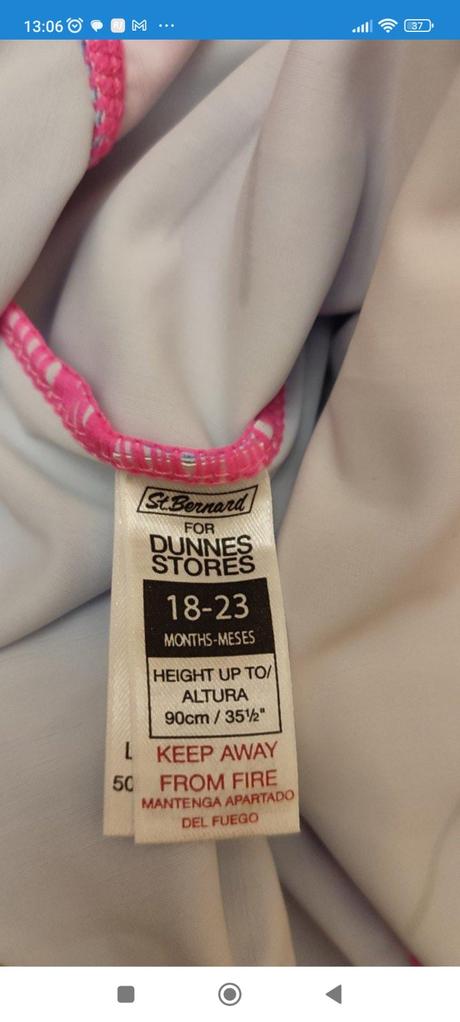 13:06
37
St.Bernard
FOR
DUNNES
STORES
18-23
MONTHS-MESES
HEIGHT UP TO/
ALTURA
90cm / 35½"
KEEP AWAY
FROM FIRE
MANTENGA APARTADO
DEL FUEGO
L
50